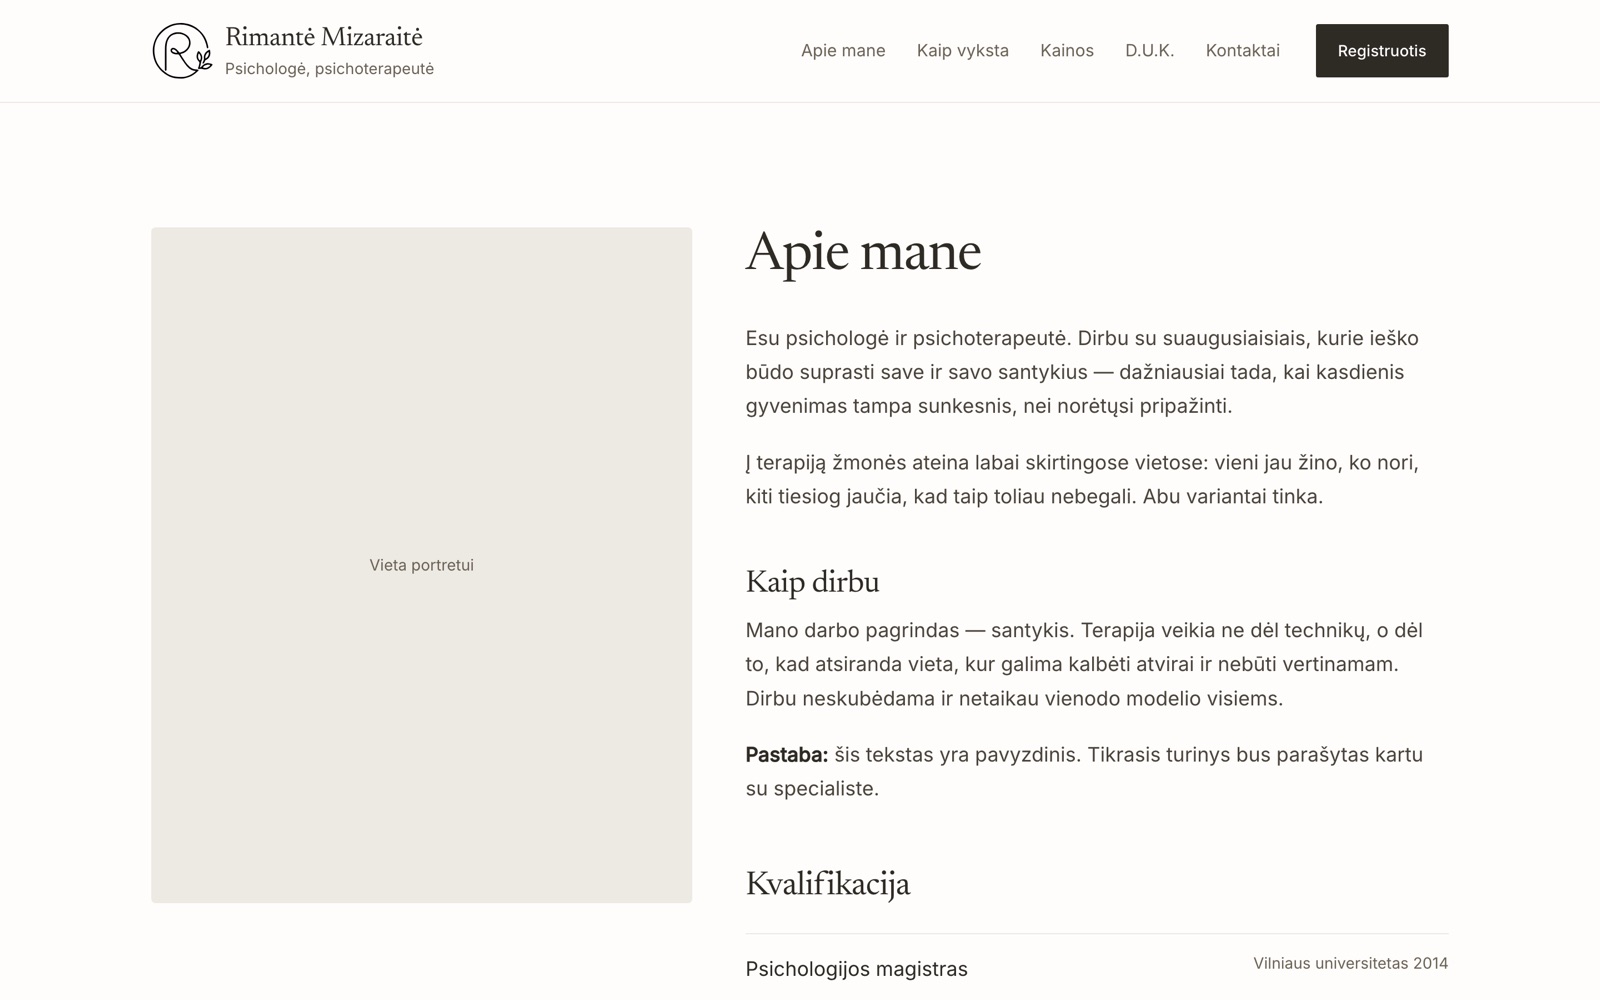 Rimantė Mizaraitė
Psichologė, psichoterapeutė
Apie mane
Kaip vyksta
Kainos
D.U.K.
Kontaktai
Registruotis
Vieta portretui
Apie mane
Esu psichologė ir psichoterapeutė. Dirbu su suaugusiaisiais, kurie ieško
būdo suprasti save ir savo santykius — dažniausiai tada, kai kasdienis
gyvenimas tampa sunkesnis, nei norėtųsi pripažinti.
Į terapiją žmonės ateina labai skirtingose vietose: vieni jau žino, ko nori,
kiti tiesiog jaučia, kad taip toliau nebegali. Abu variantai tinka.
Kaip dirbu
Mano darbo pagrindas — santykis. Terapija veikia ne dėl technikų, o dėl
to, kad atsiranda vieta, kur galima kalbėti atvirai ir nebūti vertinamam.
Dirbu neskubėdama ir netaikau vienodo modelio visiems.
Pastaba: šis tekstas yra pavyzdinis. Tikrasis turinys bus parašytas kartu
su specialiste.
Kvalifikacija
Psichologijos magistras
Vilniaus universitetas 2014